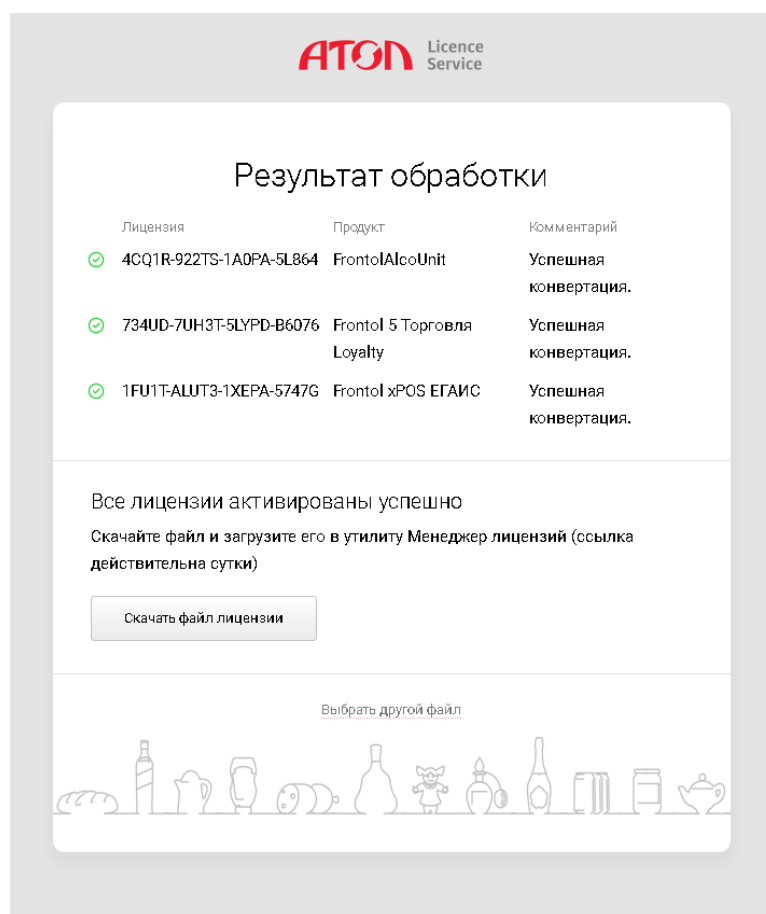 АТОЛ Licence
Service
Результат обработки
Лицензия Продукт Комментарий
4CQ1R-922TS-1A0PA-5L864 FrontolAlcoUnit Успешная
конвертация.
734UD-7UH3T-5LYPD-B6076 Frontol 5 Торговля Успешная
Loyalty конвертация.
1FU1T-ALUT3-1XEPA-5747G Frontol xPOS ЕГАИС Успешная
конвертация.
Все лицензии активированы успешно
Скачайте файл и загрузите его в утилиту Менеджер лицензий (ссылка
действительна сутки)
Скачать файл лицензии
Выбрать другой файл